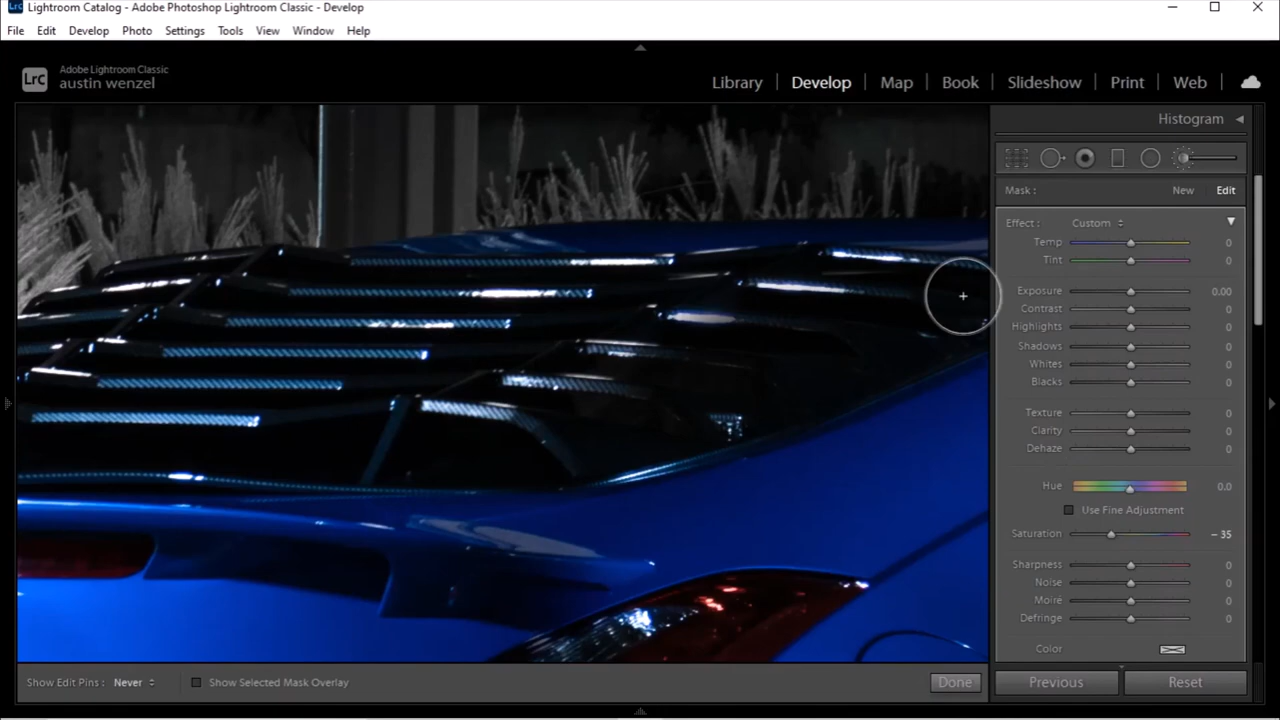 Lightroom Catalog - Adobe Photoshop Lightroom Classic - Develop
File Edit Develop Photo Settings Tools View Window Help
LrC
Adobe Lightroom Classic
austin wenzel
Library Develop Map Book Slideshow Print Web
Histogram
Mask : New Edit
Effect : Custom
Temp 0
Tint 0
Exposure 0.00
Contrast 0
Highlights 0
Shadows 0
Whites 0
Blacks 0
Texture 0
Clarity 0
Dehaze 0
Hue 0.0
Use Fine Adjustment
Saturation – 35
Sharpness 0
Noise 0
Moiré 0
Defringe 0
Color
Show Edit Pins : Never Show Selected Mask Overlay Done Previous Reset